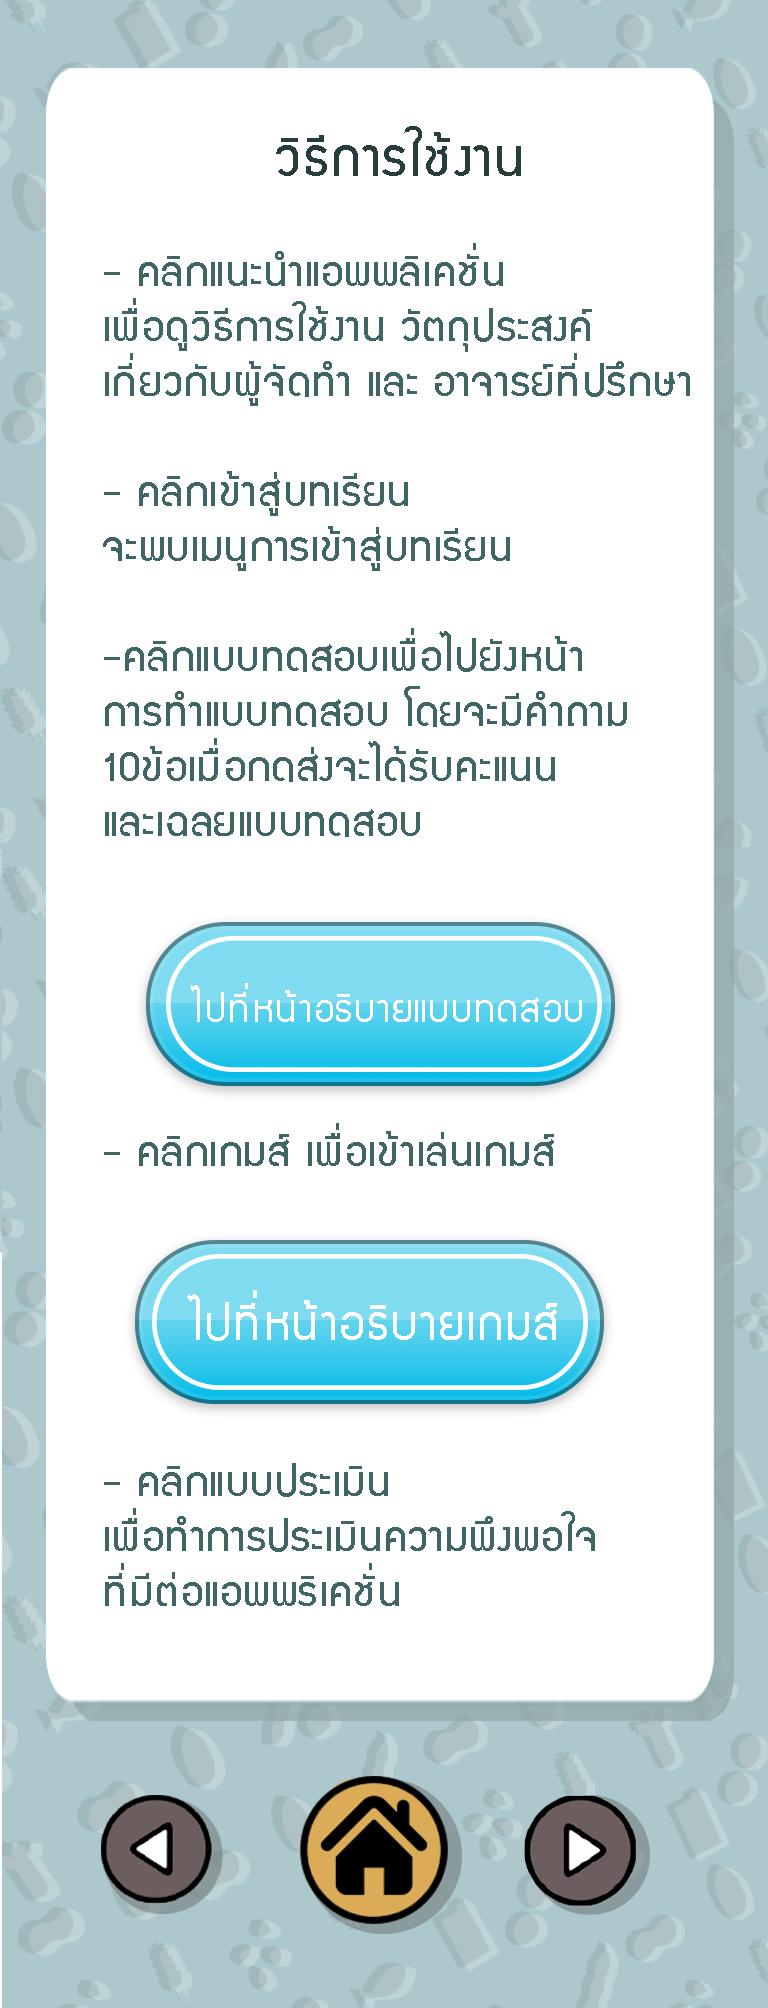 วิธีการใช้งาน
- คลิกแนะนำแอพพลิเคชั่น
เพื่อดูวิธีการใช้งาน วัตถุประสงค์
เกี่ยวกับผู้จัดทำ และ อาจารย์ที่ปรึกษา
- คลิกเข้าสู่บทเรียน
จะพบเมนูการเข้าสู่บทเรียน
-คลิกแบบทดสอบเพื่อไปยังหน้า
การทำแบบทดสอบ โดยจะมีคำถาม
10ข้อเมื่อกดส่งจะได้รับคะแนน
และเฉลยแบบทดสอบ
ไปที่หน้าอธิบายแบบทดสอบ
- คลิกเกมส์ เพื่อเข้าเล่นเกมส์
ไปที่หน้าอธิบายเกมส์
- คลิกแบบประเมิน
เพื่อทำการประเมินความพึงพอใจ
ที่มีต่อแอพพริเคชั่น